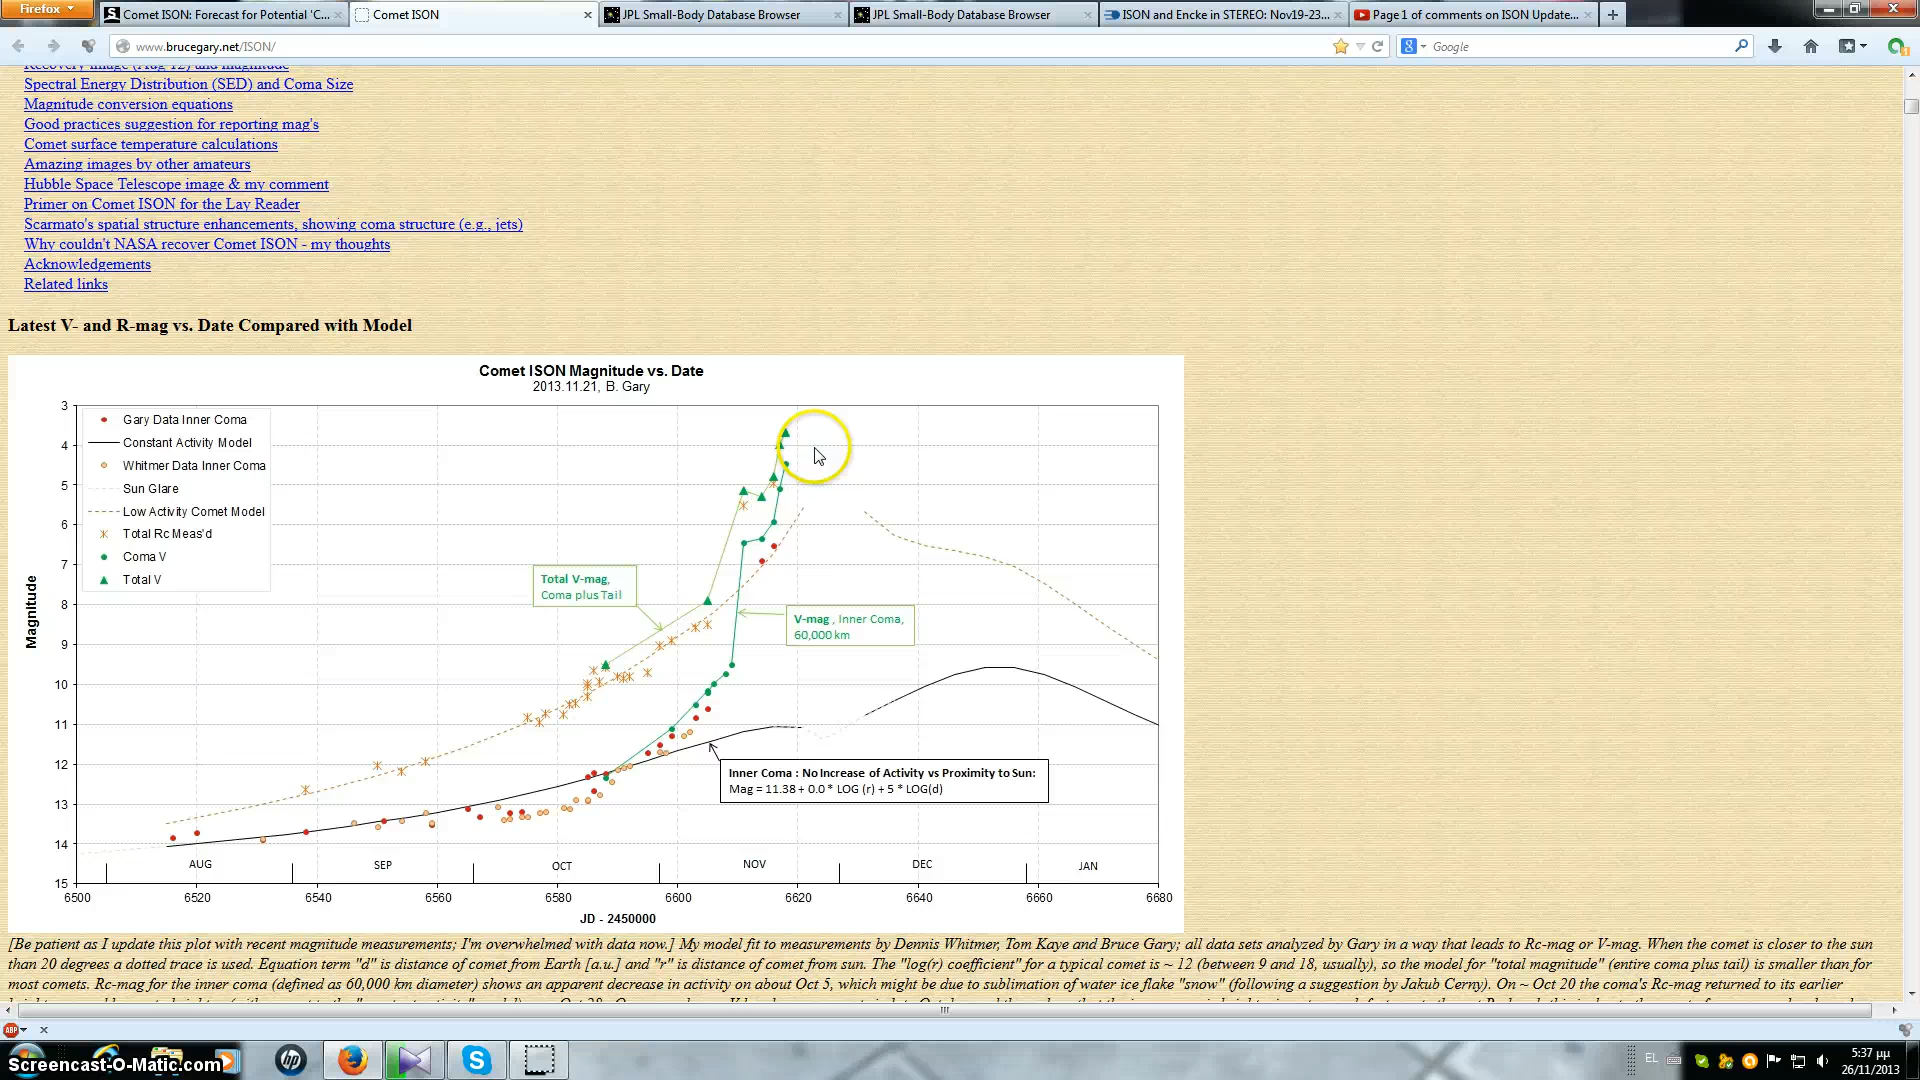 Firefox
Comet ISON: Forecast for Potential 'C...
Comet ISON
JPL Small-Body Database Browser
JPL Small-Body Database Browser
ISON and Encke in STEREO: Nov19-23...
Page 1 of comments on ISON Update...
www.brucegary.net/ISON/
Google
Recovery image (Aug 12) and magnitude
Spectral Energy Distribution (SED) and Coma Size
Magnitude conversion equations
Good practices suggestion for reporting mag's
Comet surface temperature calculations
Amazing images by other amateurs
Hubble Space Telescope image & my comment
Primer on Comet ISON for the Lay Reader
Scarmato's spatial structure enhancements, showing coma structure (e.g., jets)
Why couldn't NASA recover Comet ISON - my thoughts
Acknowledgements
Related links
Latest V- and R-mag vs. Date Compared with Model
Comet ISON Magnitude vs. Date
2013.11.21, B. Gary
Magnitude
3
4
5
6
7
8
9
10
11
12
13
14
15
Gary Data Inner Coma
Constant Activity Model
Whitmer Data Inner Coma
Sun Glare
Low Activity Comet Model
Total Rc Meas'd
Coma V
Total V
Total V-mag,
Coma plus Tail
V-mag , Inner Coma,
60,000 km
Inner Coma : No Increase of Activity vs Proximity to Sun:
Mag = 11.38 + 0.0 * LOG (r) + 5 * LOG(d)
AUG SEP OCT NOV DEC JAN
6500 6520 6540 6560 6580 6600 6620 6640 6660 6680
JD - 2450000
[Be patient as I update this plot with recent magnitude measurements; I'm overwhelmed with data now.] My model fit to measurements by Dennis Whitmer, Tom Kaye and Bruce Gary; all data sets analyzed by Gary in a way that leads to Rc-mag or V-mag. When the comet is closer to the sun
than 20 degrees a dotted trace is used. Equation term "d" is distance of comet from Earth [a.u.] and "r" is distance of comet from sun. The "log(r) coefficient" for a typical comet is ~ 12 (between 9 and 18, usually), so the model for "total magnitude" (entire coma plus tail) is smaller than for
most comets. Rc-mag for the inner coma (defined as 60,000 km diameter) shows an apparent decrease in activity on about Oct 5, which might be due to sublimation of water ice flake "snow" (following a suggestion by Jakub Cerny). On ~ Oct 20 the coma's Rc-mag returned to its earlier
ABP
Screencast-O-Matic.com
EL
5:37 μμ
26/11/2013